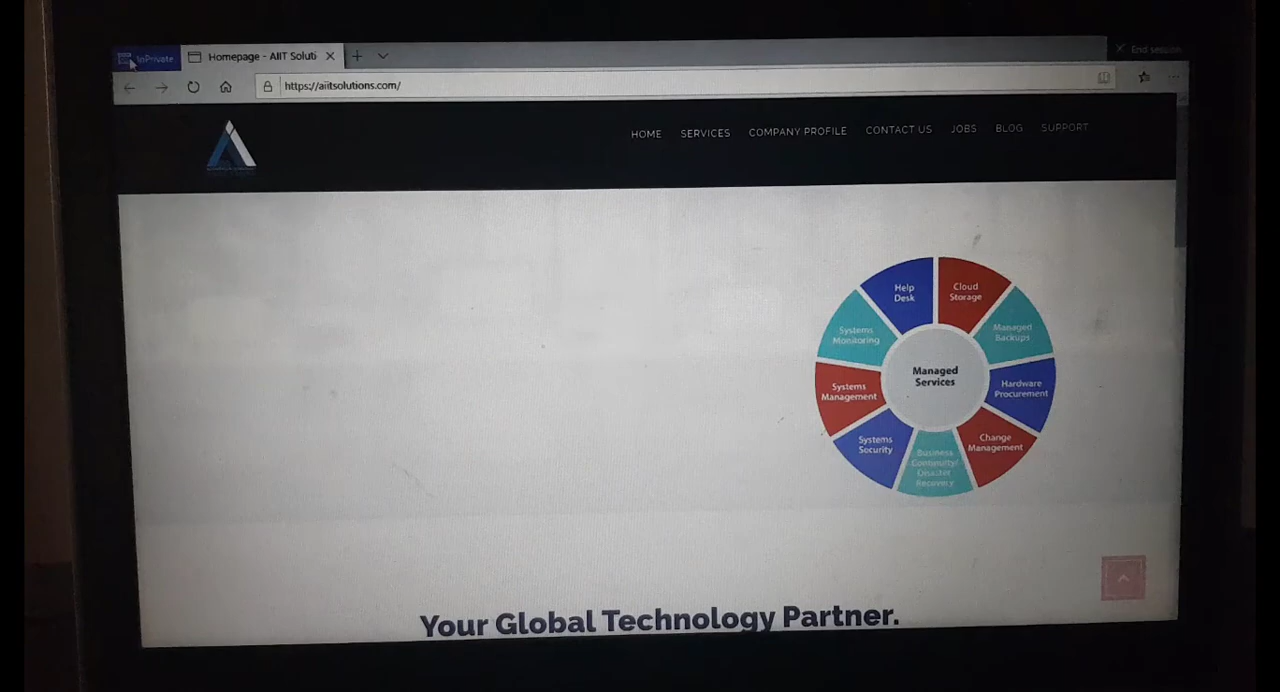 InPrivate
Homepage - AIIT Soluti
End session
https://aiitsolutions.com/
HOME SERVICES COMPANY PROFILE CONTACT US JOBS BLOG SUPPORT
Help
Desk
Cloud
Storage
Systems
Monitoring
Managed
Backups
Managed
Services
Systems
Management
Hardware
Procurement
Systems
Security
Change
Management
Business
Continuity/
Disaster
Recovery
Your Global Technology Partner.